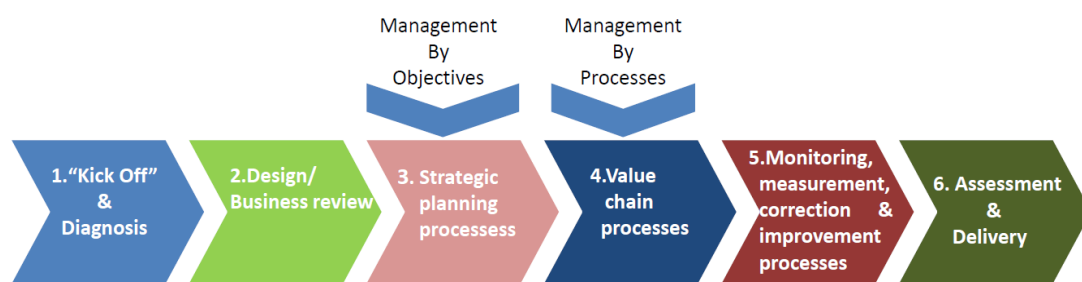 Management
By
Objectives
Management
By
Processes
1.“Kick Off”
&
Diagnosis
2.Design/
Business review
3. Strategic
planning
processess
4.Value
chain
processes
5.Monitoring,
measurement,
correction &
improvement
processes
6. Assessment
&
Delivery